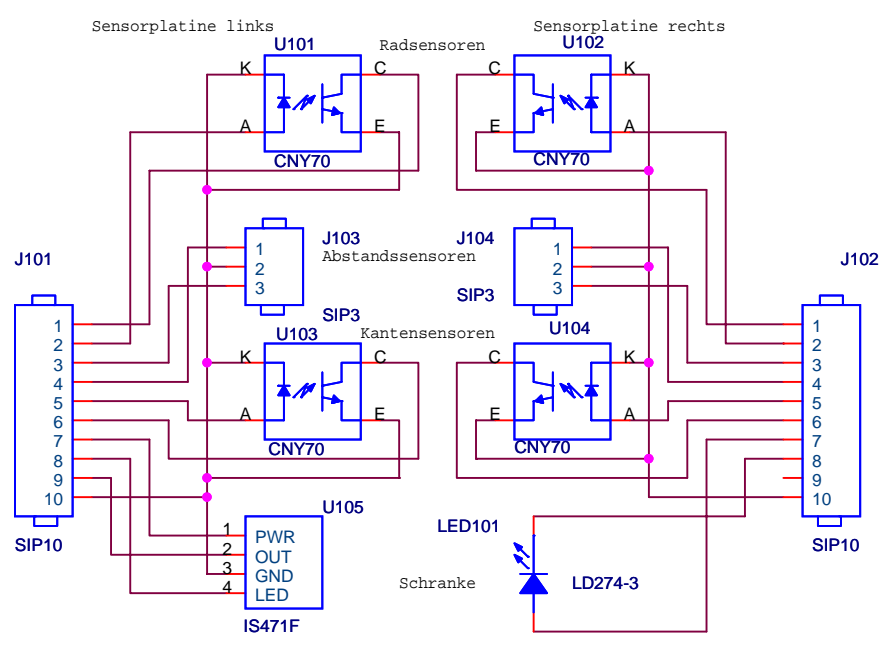 Sensorplatine links
Sensorplatine rechts
U101
Radsensoren
U102
K
C
C
K
A
E
E
A
CNY70
CNY70
J103
J104
1
2
3
1
2
3
Abstandssensoren
J101
J102
SIP3
SIP3
U103
Kantensensoren
U104
1
2
3
4
5
6
7
8
9
10
K
C
C
K
A
E
E
A
CNY70
CNY70
1
2
3
4
5
6
7
8
9
10
SIP10
SIP10
U105
1
2
3
4
PWR
OUT
GND
LED
IS471F
LED101
Schranke
LD274-3